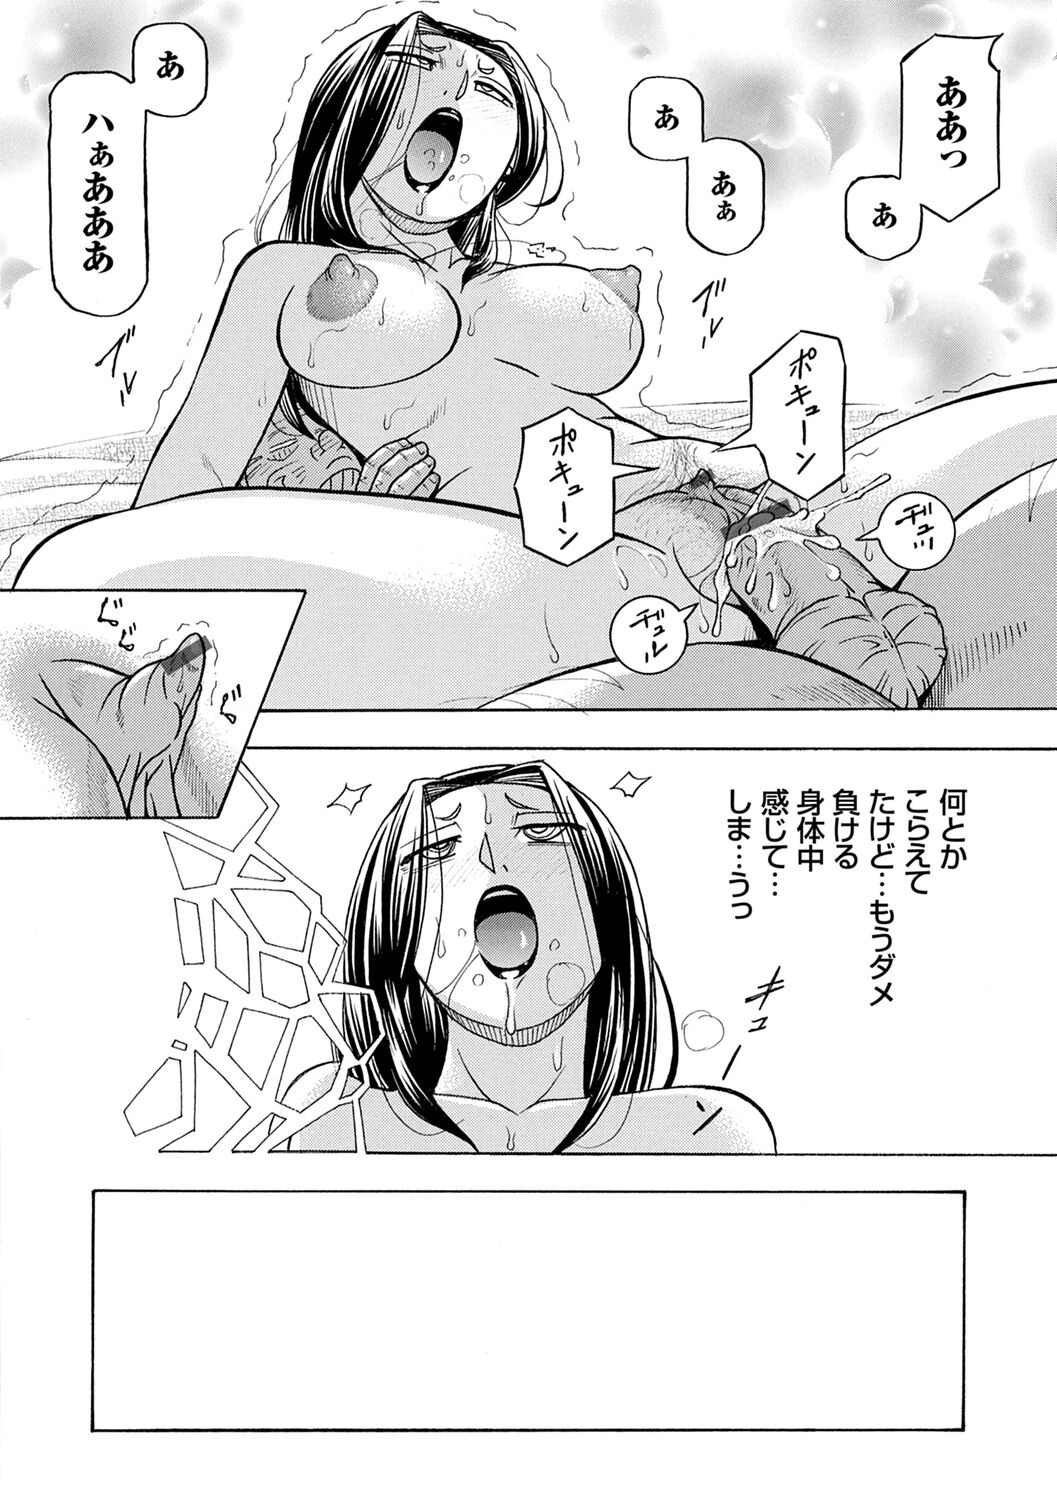 ああっ
あ
あ
あぁ
あ
ハぁあああ
ブル
ブル
ポキューン
ポキューン
ヂュッ
ヂュル
ぐぐ
ぐぐ
何とか
こらえて
たけど…もうダメ
負ける
身体中
感じて…
しま…うっ
キュン